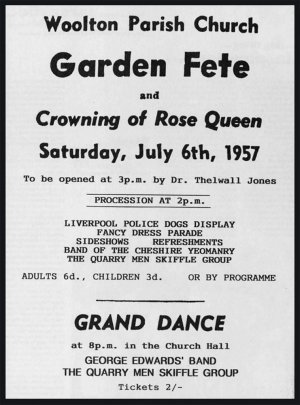 Woolton Parish Church
Garden Fete
and
Crowning of Rose Queen
Saturday, July 6th, 1957
To be opened at 3p.m. by Dr. Thelwall Jones
PROCESSION AT 2p.m.
LIVERPOOL POLICE DOGS DISPLAY
FANCY DRESS PARADE
SIDESHOWS REFRESHMENTS
BAND OF THE CHESHIRE YEOMANRY
THE QUARRY MEN SKIFFLE GROUP
ADULTS 6d., CHILDREN 3d. OR BY PROGRAMME
GRAND DANCE
at 8p.m. in the Church Hall
GEORGE EDWARDS' BAND
THE QUARRY MEN SKIFFLE GROUP
Tickets 2/-